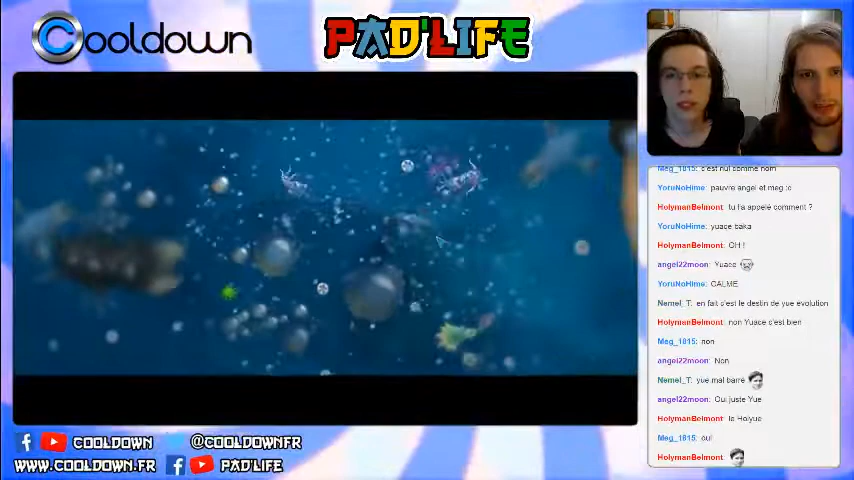 Cooldown
PAD'LIFE
Meg_1815: c'est nul comme nom
YoruNoHime: pauvre angel et meg :c
HolymanBelmont: tu l'a appelé comment ?
YoruNoHime: yuace baka
HolymanBelmont: OH !
angel22moon: Yuace
YoruNoHime: CALME
Nemel_T: en fait c'est le destin de yue evolution
HolymanBelmont: non Yuace c'est bien
Meg_1815: non
angel22moon: Non
Nemel_T: yue mal barré
angel22moon: Oui juste Yue
HolymanBelmont: le Holyue
Meg_1815: oui
HolymanBelmont:
COOLDOWN @COOLDOWNFR
WWW.COOLDOWN.FR PAD'LIFE